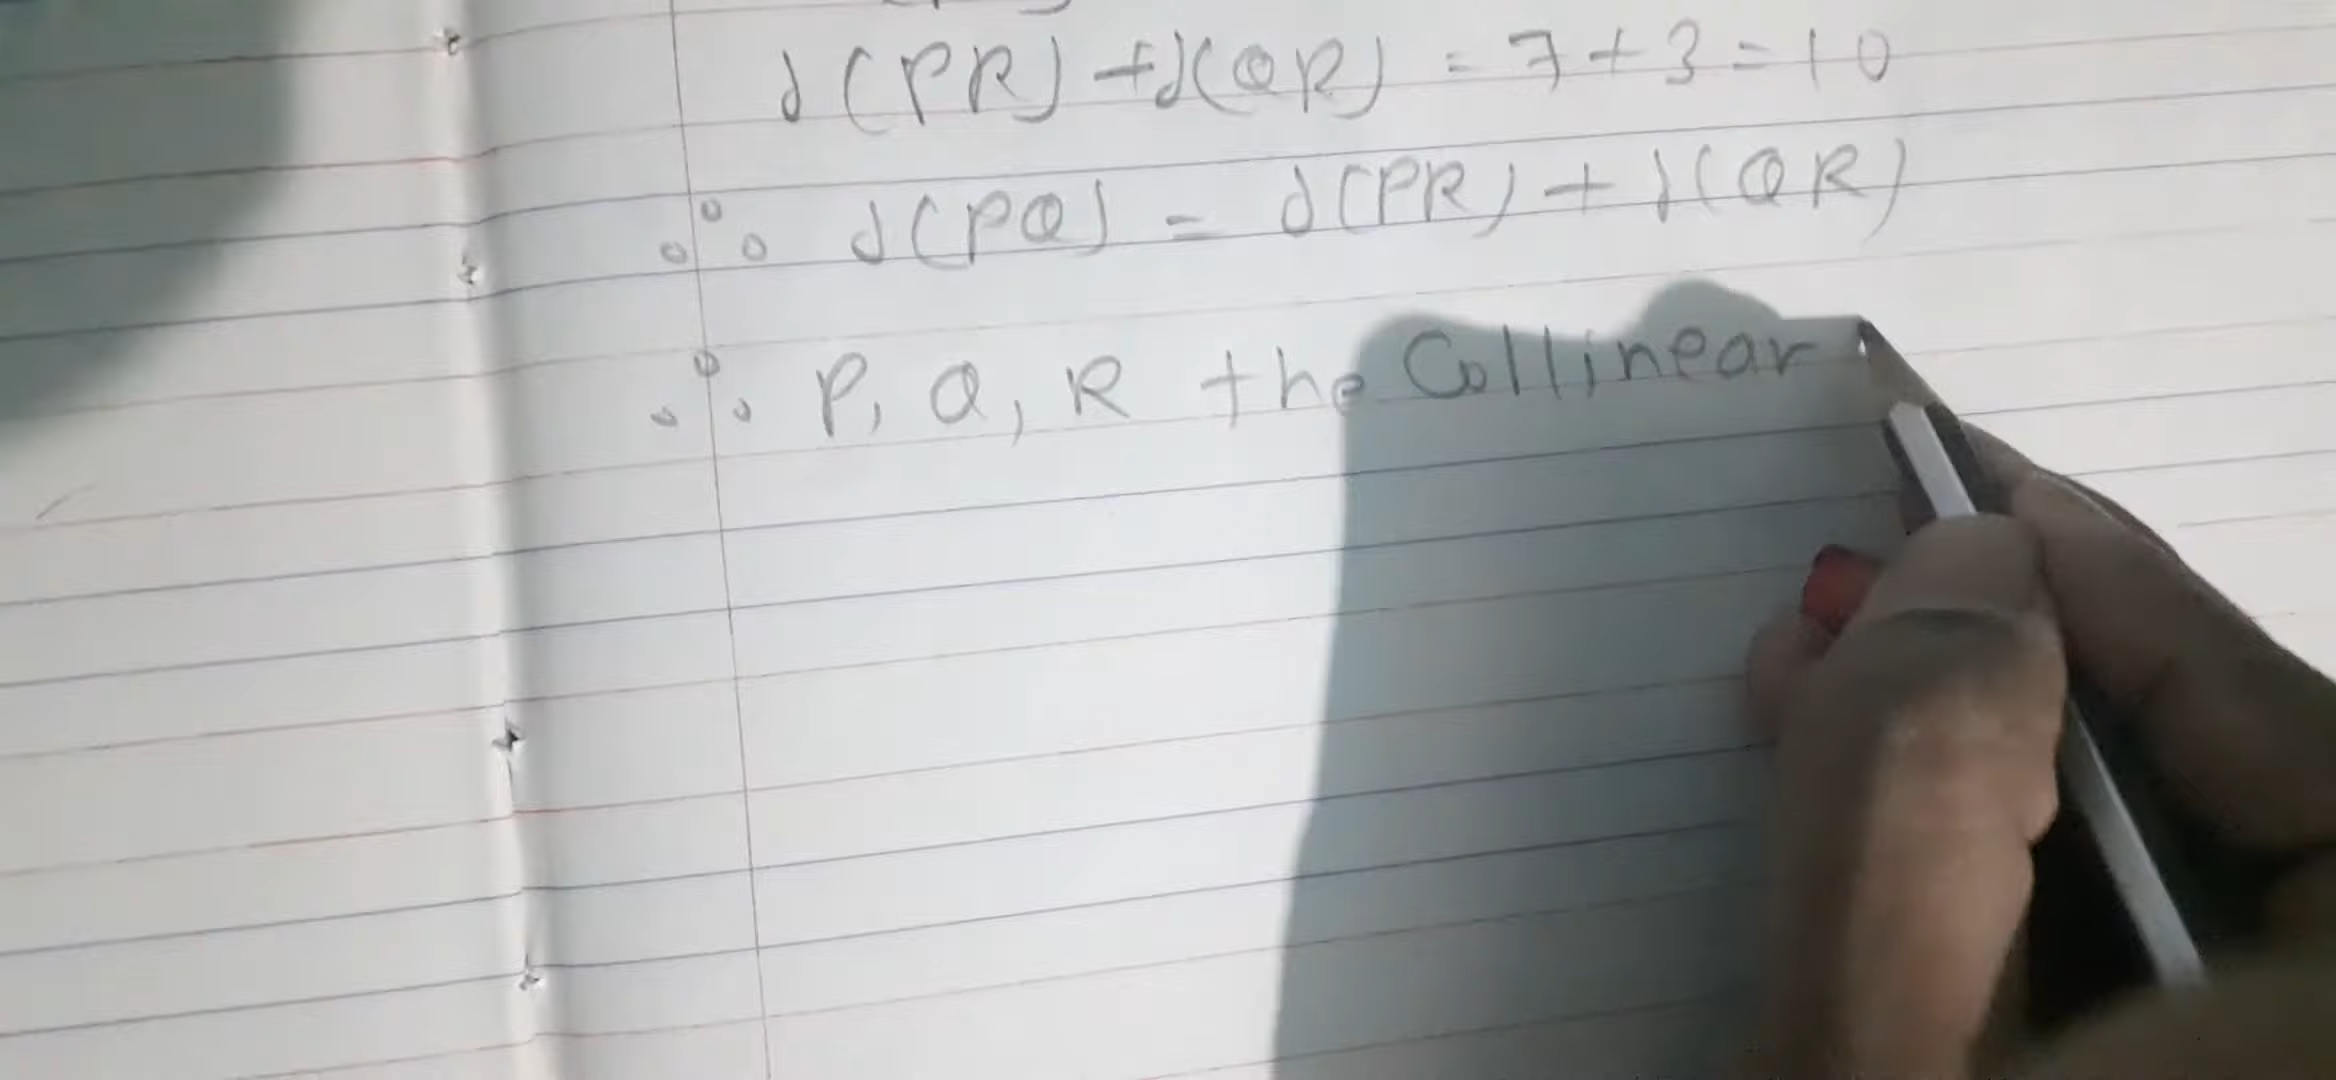 d(PR) + d(QR) = 7 + 3 = 10
∴ d(PQ) = d(PR) + d(QR)
∴ P, Q, R the Collinear